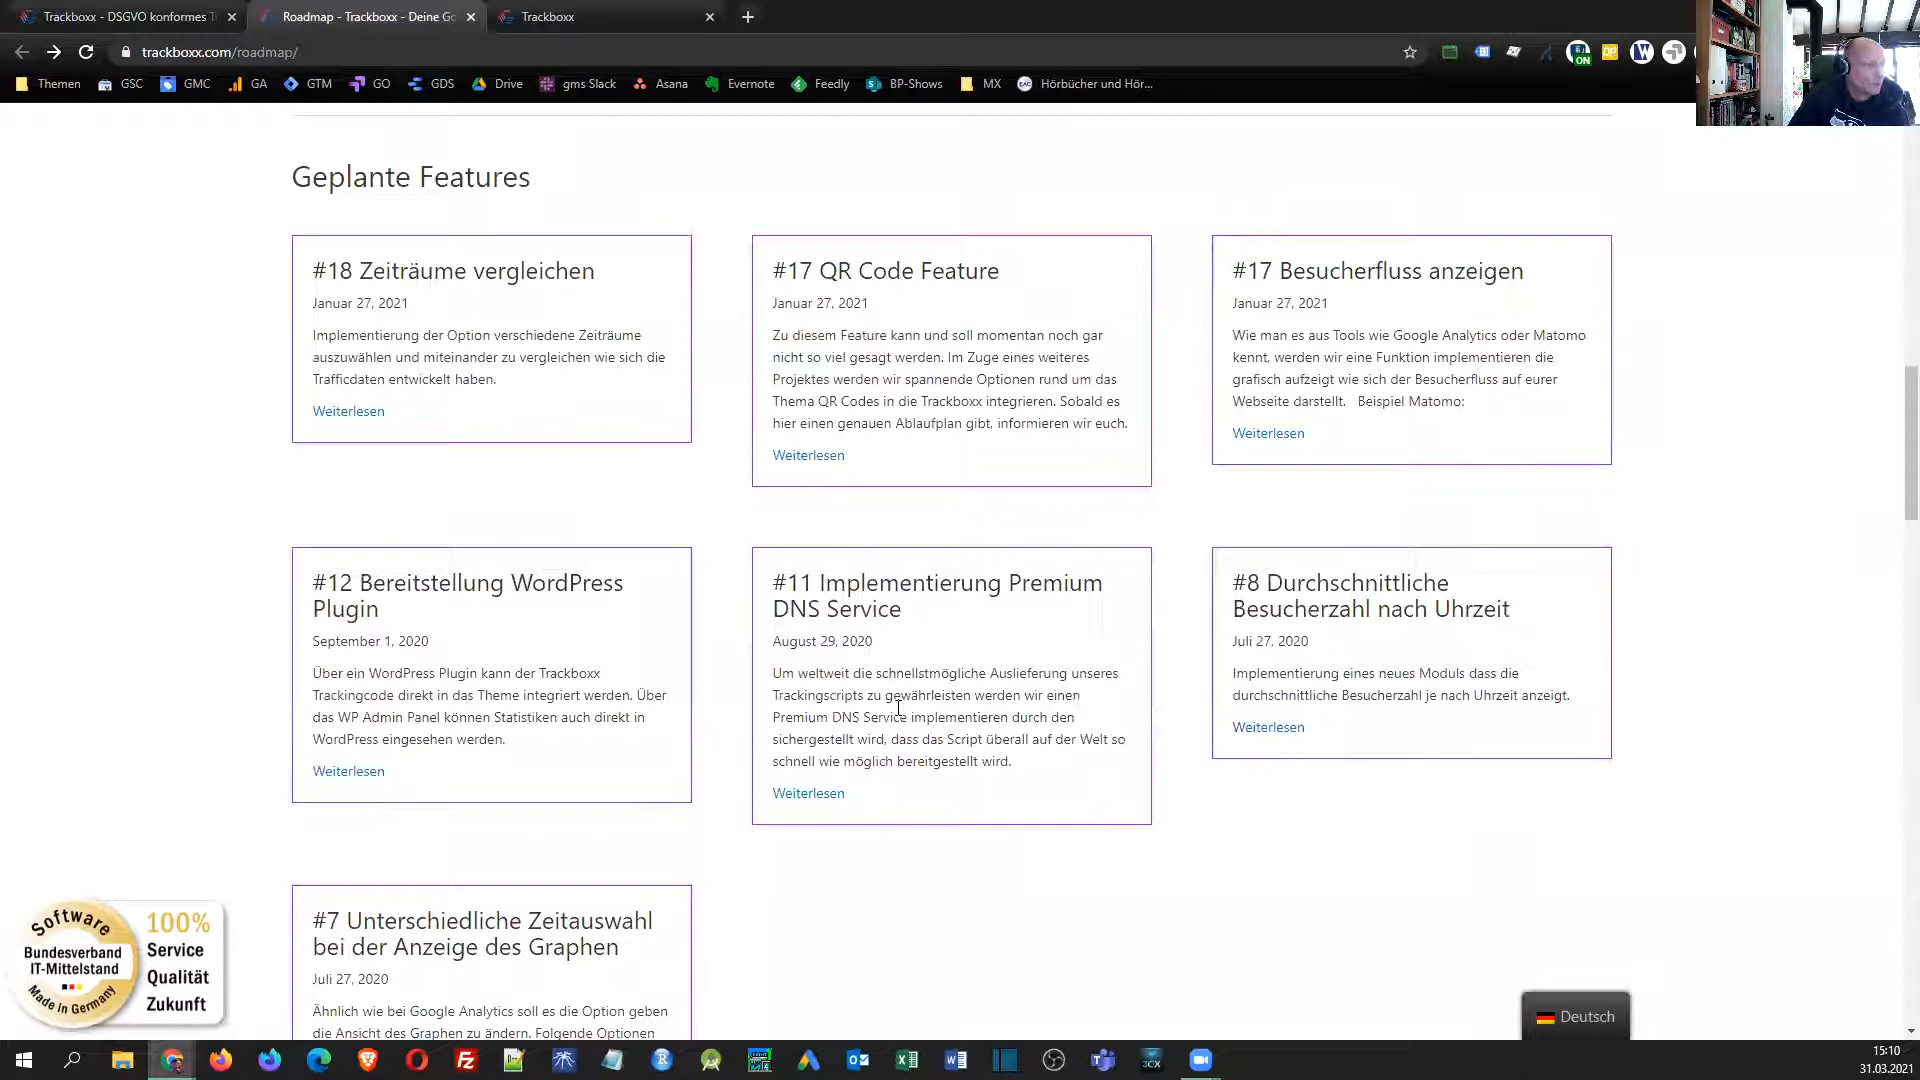 Trackboxx - DSGVO konformes T
Roadmap - Trackboxx - Deine Go
Trackboxx
trackboxx.com/roadmap/
ON
Themen
GSC
GMC
GA
GTM
GO
GDS
Drive
gms Slack
Asana
Evernote
Feedly
BP-Shows
MX
Hörbücher und Hör...
Geplante Features
#18 Zeiträume vergleichen
Januar 27, 2021
Implementierung der Option verschiedene Zeiträume
auszuwählen und miteinander zu vergleichen wie sich die
Trafficdaten entwickelt haben.
Weiterlesen
#17 QR Code Feature
Januar 27, 2021
Zu diesem Feature kann und soll momentan noch gar
nicht so viel gesagt werden. Im Zuge eines weiteres
Projektes werden wir spannende Optionen rund um das
Thema QR Codes in die Trackboxx integrieren. Sobald es
hier einen genauen Ablaufplan gibt, informieren wir euch.
Weiterlesen
#17 Besucherfluss anzeigen
Januar 27, 2021
Wie man es aus Tools wie Google Analytics oder Matomo
kennt, werden wir eine Funktion implementieren die
grafisch aufzeigt wie sich der Besucherfluss auf eurer
Webseite darstellt. Beispiel Matomo:
Weiterlesen
#12 Bereitstellung WordPress
Plugin
September 1, 2020
Über ein WordPress Plugin kann der Trackboxx
Trackingcode direkt in das Theme integriert werden. Über
das WP Admin Panel können Statistiken auch direkt in
WordPress eingesehen werden.
Weiterlesen
#11 Implementierung Premium
DNS Service
August 29, 2020
Um weltweit die schnellstmögliche Auslieferung unseres
Trackingscripts zu gewährleisten werden wir einen
Premium DNS Service implementieren durch den
sichergestellt wird, dass das Script überall auf der Welt so
schnell wie möglich bereitgestellt wird.
Weiterlesen
#8 Durchschnittliche
Besucherzahl nach Uhrzeit
Juli 27, 2020
Implementierung eines neues Moduls dass die
durchschnittliche Besucherzahl je nach Uhrzeit anzeigt.
Weiterlesen
#7 Unterschiedliche Zeitauswahl
bei der Anzeige des Graphen
Juli 27, 2020
Ähnlich wie bei Google Analytics soll es die Option geben
die Ansicht des Graphen zu ändern. Folgende Optionen
Software
Bundesverband
IT-Mittelstand
Made in Germany
100%
Service
Qualität
Zukunft
Deutsch
15:10
31.03.2021